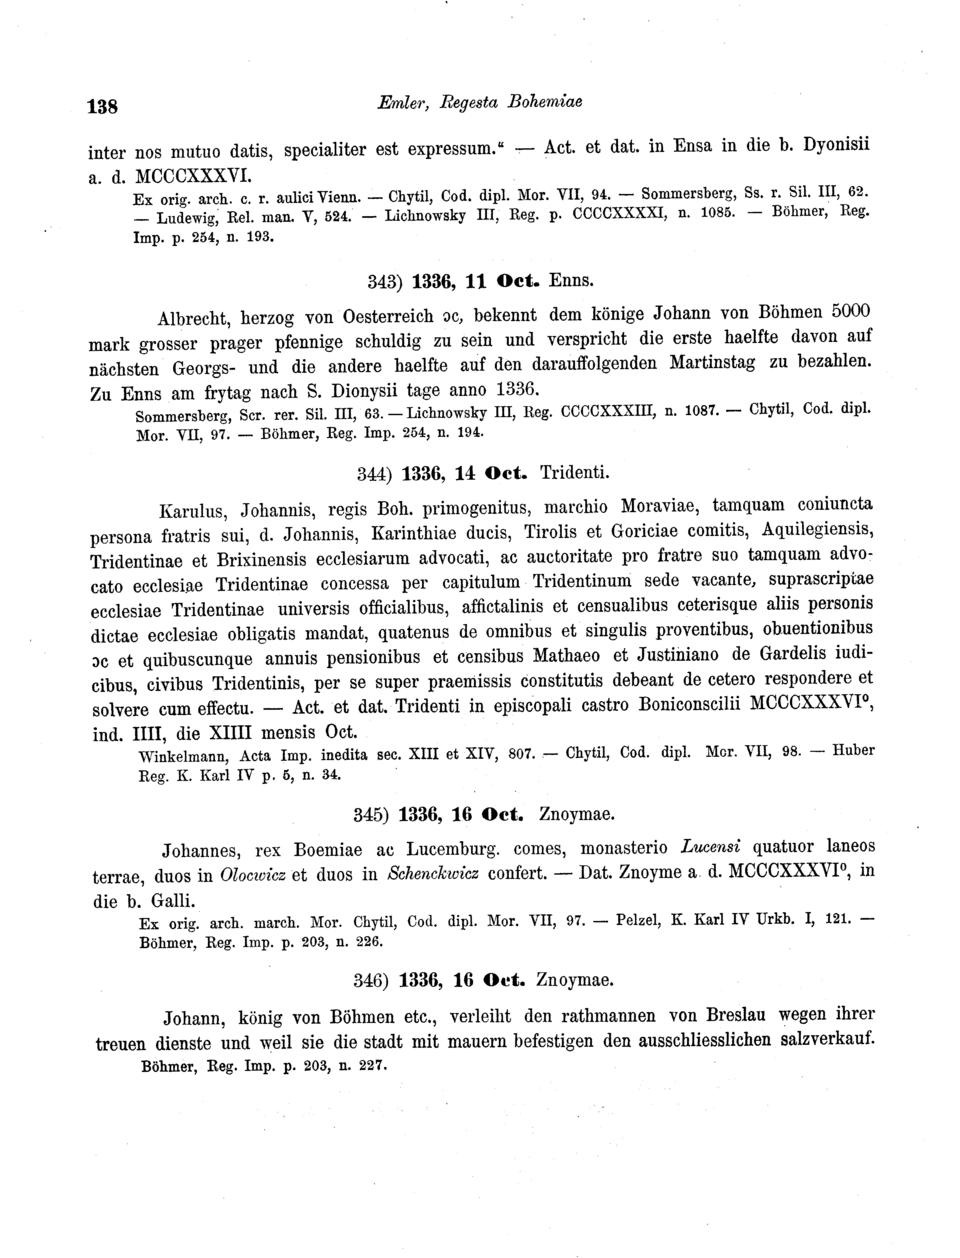 138 Emler, Regesta Bohemiae
inter nos mutuo datis, specialiter est expressum.“ — Act. et dat. in Ensa in die b. Dyonisii
a. d. MCCCXXXVI.
Ex orig. arch. c. r. aulici Vienn. — Chytil, Cod. dipl. Mor. VII, 94. — Sommersberg, Ss. r. Sil. III, 62.
— Ludewig, Rel. man. V, 524. — Lichnowsky III, Reg. p. CCCCXXXXI, n. 1085. — Böhmer, Reg.
Imp. p. 254, n. 193.
343) 1336, 11 Oct. Enns.
Albrecht, herzog von Oesterreich ɔc, bekennt dem könige Johann von Böhmen 5000
mark grosser prager pfennige schuldig zu sein und verspricht die erste haelfte davon auf
nächsten Georgs- und die andere haelfte auf den darauffolgenden Martinstag zu bezahlen.
Zu Enns am frytag nach S. Dionysii tage anno 1336.
Sommersberg, Scr. rer. Sil. III, 63. — Lichnowsky III, Reg. CCCCXXXIII, n. 1087. — Chytil, Cod. dipl.
Mor. VII, 97. — Böhmer, Reg. Imp. 254, n. 194.
344) 1336, 14 Oct. Tridenti.
Karulus, Johannis, regis Boh. primogenitus, marchio Moraviae, tamquam coniuncta
persona fratris sui, d. Johannis, Karinthiae ducis, Tirolis et Goriciae comitis, Aquilegiensis,
Tridentinae et Brixinensis ecclesiarum advocati, ac auctoritate pro fratre suo tamquam advo-
cato ecclesiae Tridentinae concessa per capitulum Tridentinum sede vacante, suprascriptae
ecclesiae Tridentinae universis officialibus, affictalinis et censualibus ceterisque aliis personis
dictae ecclesiae obligatis mandat, quatenus de omnibus et singulis proventibus, obuentionibus
ɔc et quibuscunque annuis pensionibus et censibus Mathaeo et Justiniano de Gardelis iudi-
cibus, civibus Tridentinis, per se super praemissis constitutis debeant de cetero respondere et
solvere cum effectu. — Act. et dat. Tridenti in episcopali castro Boniconscilii MCCCXXXVI°,
ind. IIII, die XIIII mensis Oct.
Winkelmann, Acta Imp. inedita sec. XIII et XIV, 807. — Chytil, Cod. dipl. Mor. VII, 98. — Huber
Reg. K. Karl IV p. 5, n. 34.
345) 1336, 16 Oct. Znoymae.
Johannes, rex Boemiae ac Lucemburg. comes, monasterio Lucensi quatuor laneos
terrae, duos in Olocwicz et duos in Schenckwicz confert. — Dat. Znoyme a. d. MCCCXXXVI°, in
die b. Galli.
Ex orig. arch. march. Mor. Chytil, Cod. dipl. Mor. VII, 97. — Pelzel, K. Karl IV Urkb. I, 121. —
Böhmer, Reg. Imp. p. 203, n. 226.
346) 1336, 16 Oct. Znoymae.
Johann, könig von Böhmen etc., verleiht den rathmannen von Breslau wegen ihrer
treuen dienste und weil sie die stadt mit mauern befestigen den ausschliesslichen salzverkauf.
Böhmer, Reg. Imp. p. 203, n. 227.